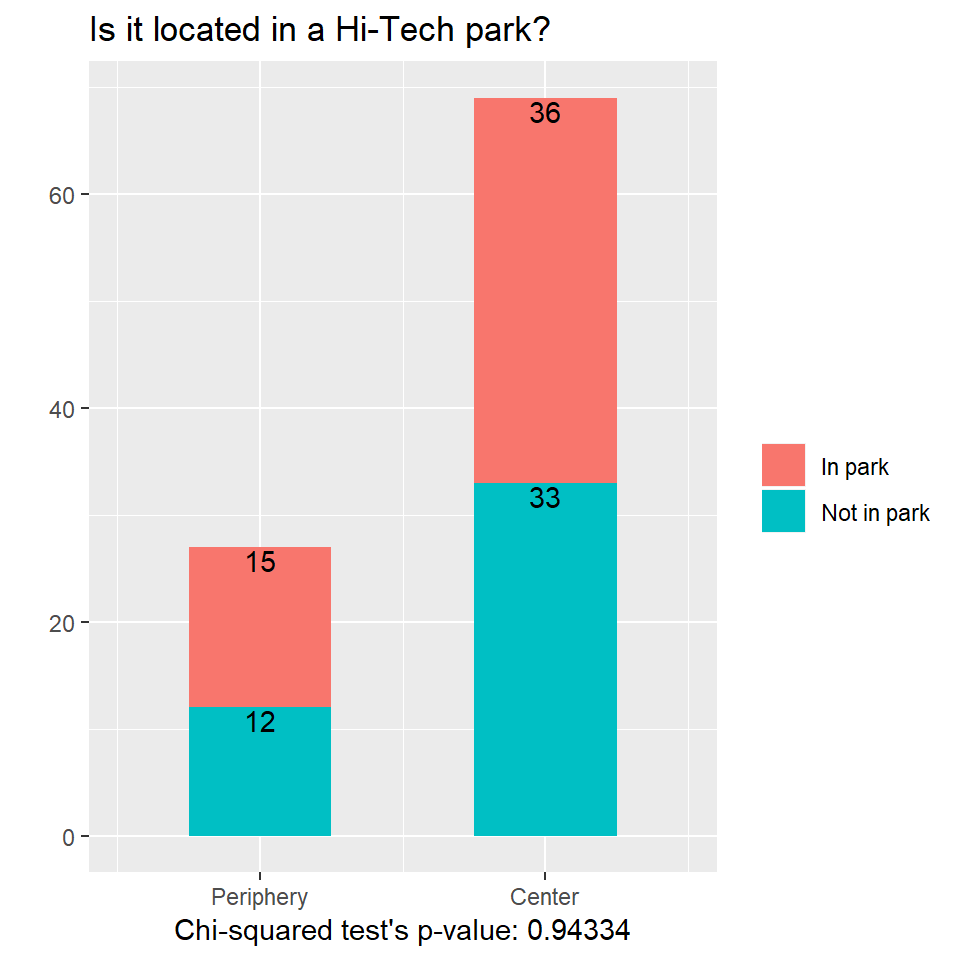 Is it located in a Hi-Tech park?
60
40
20
0
36
33
15
12
In park
Not in park
Periphery
Center
Chi-squared test's p-value: 0.94334